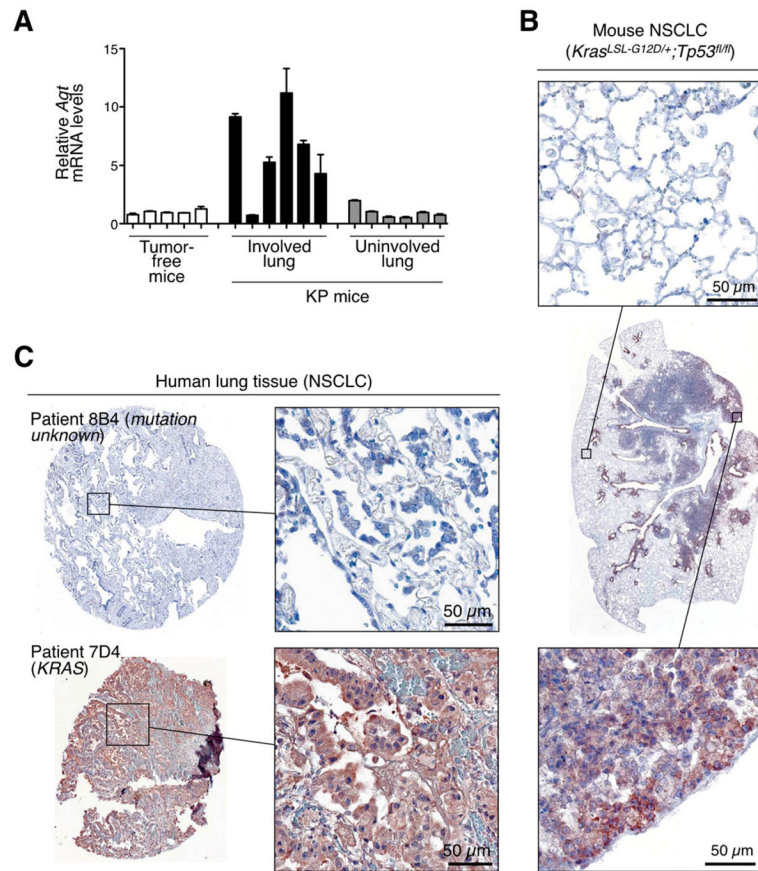 A
15
10
5
0
Relative Agt
mRNA levels
Tumor-
free
mice
Involved
lung
Uninvolved
lung
KP mice
B
Mouse NSCLC
(KrasLSL-G12D/+;Tp53fl/fl)
50 µm
50 µm
C
Human lung tissue (NSCLC)
Patient 8B4 (mutation
unknown)
50 µm
Patient 7D4
(KRAS)
50 µm